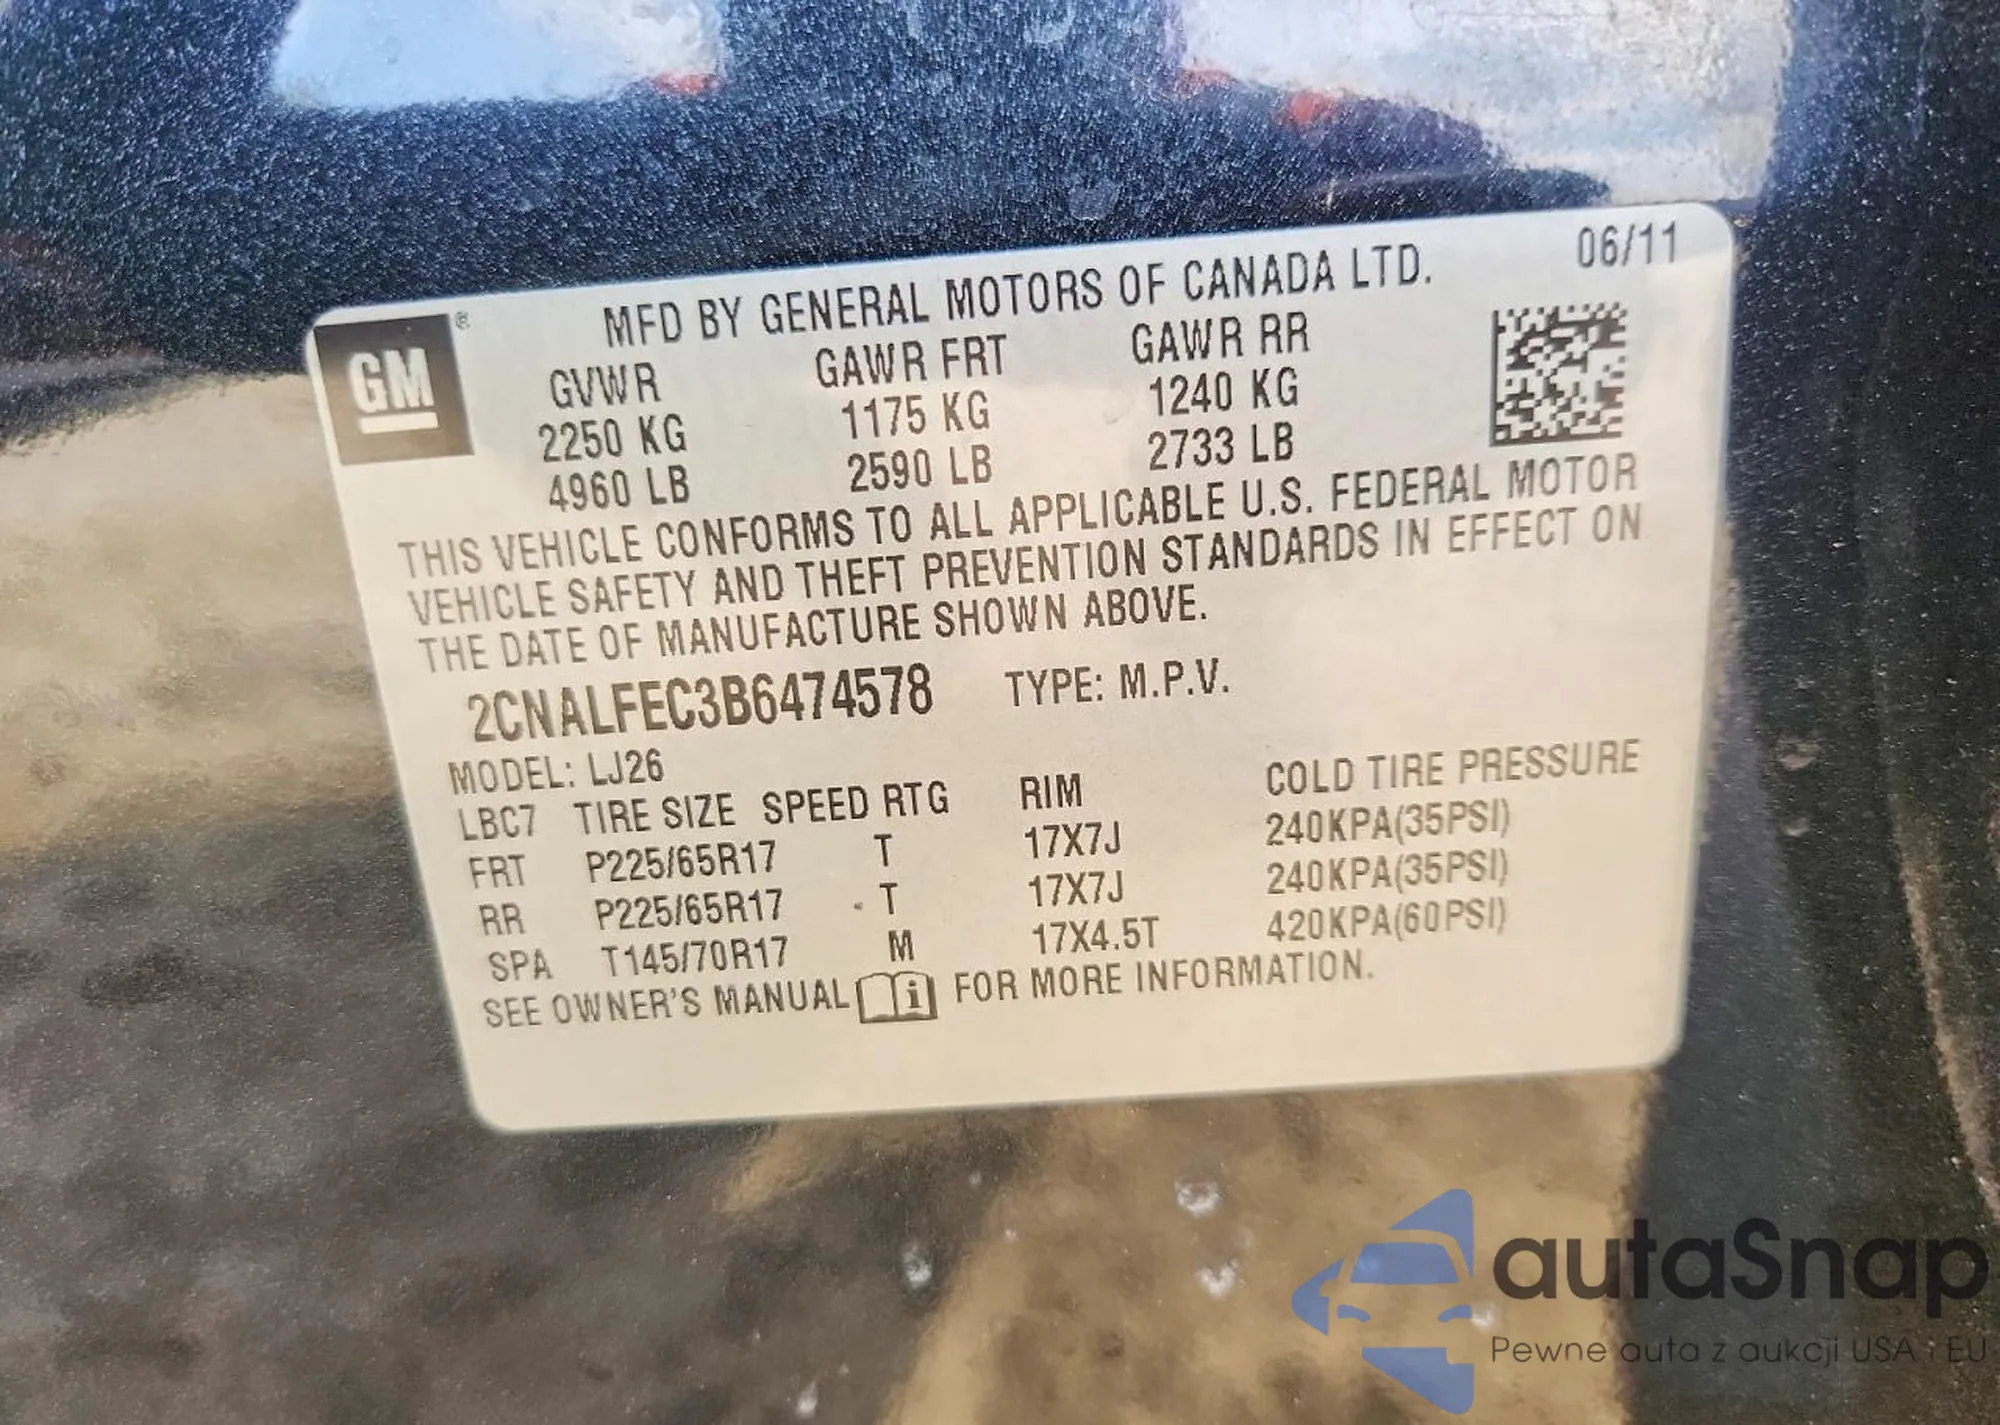 06/11
MFD BY GENERAL MOTORS OF CANADA LTD.
GM®
GVWR GAWR FRT GAWR RR
2250 KG 1175 KG 1240 KG
4960 LB 2590 LB 2733 LB
THIS VEHICLE CONFORMS TO ALL APPLICABLE U.S. FEDERAL MOTOR
VEHICLE SAFETY AND THEFT PREVENTION STANDARDS IN EFFECT ON
THE DATE OF MANUFACTURE SHOWN ABOVE.
2CNALFEC3B6474578 TYPE: M.P.V.
MODEL: LJ26
LBC7 TIRE SIZE SPEED RTG RIM COLD TIRE PRESSURE
FRT P225/65R17 T 17X7J 240KPA(35PSI)
RR P225/65R17 T 17X7J 240KPA(35PSI)
SPA T145/70R17 M 17X4.5T 420KPA(60PSI)
SEE OWNER'S MANUAL i FOR MORE INFORMATION.
autaSnap
Pewne auta z aukcji USA i EU